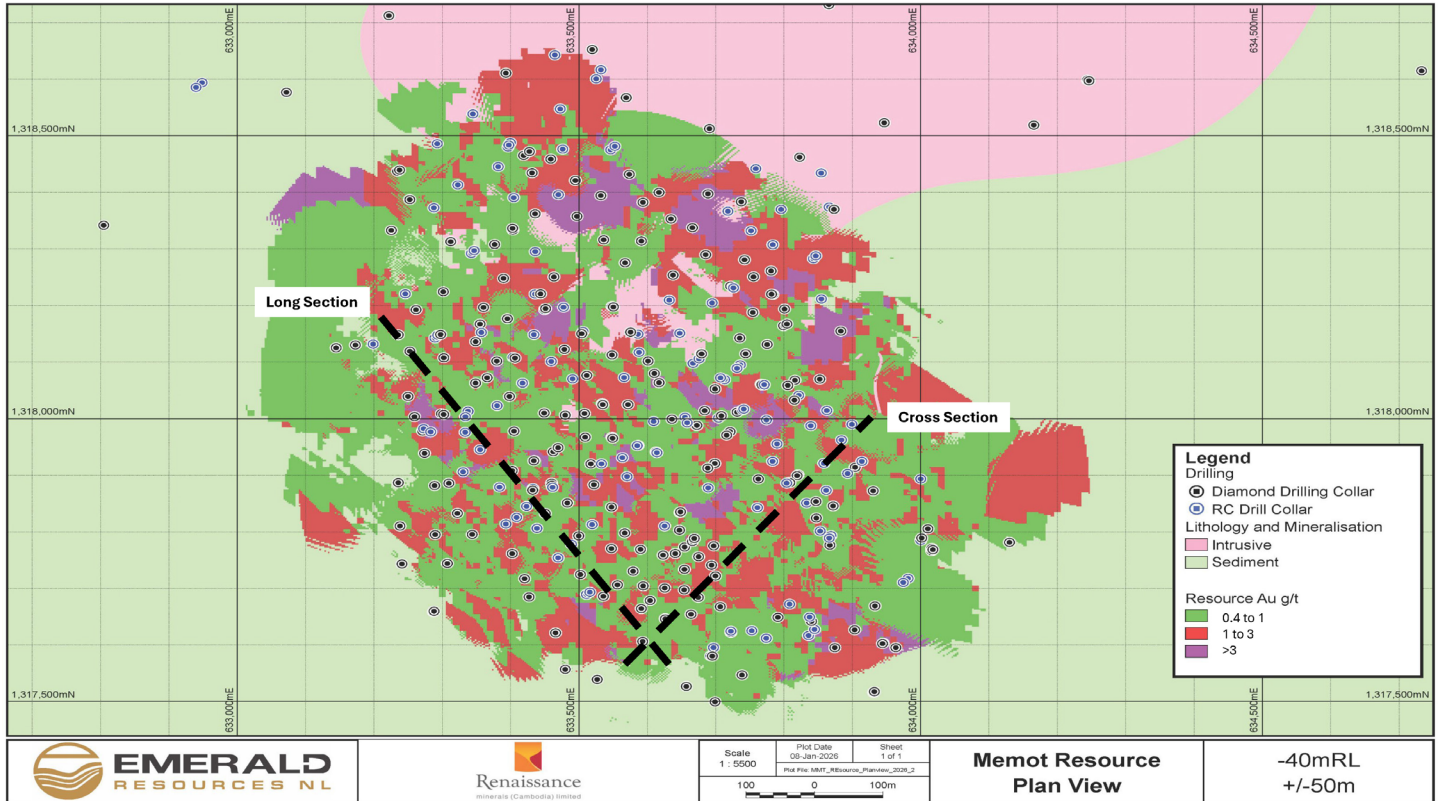 633,000mE
633,500mE
634,000mE
634,500mE
1,318,500mN
1,318,500mN
Long Section
1,318,000mN
1,318,000mN
Cross Section
Legend
Drilling
Diamond Drilling Collar
RC Drill Collar
Lithology and Mineralisation
Intrusive
Sediment
Resource Au g/t
0.4 to 1
1 to 3
>3
1,317,500mN
1,317,500mN
633,000mE
633,500mE
634,000mE
634,500mE
EMERALD
RESOURCES NL
Renaissance
minerals (Cambodia) limited
Scale
1 : 5500
Plot Date
08-Jan-2026
Sheet
1 of 1
Plot File: MMT_REsource_Planview_2026_2
100 0 100m
Memot Resource
Plan View
-40mRL
+/-50m